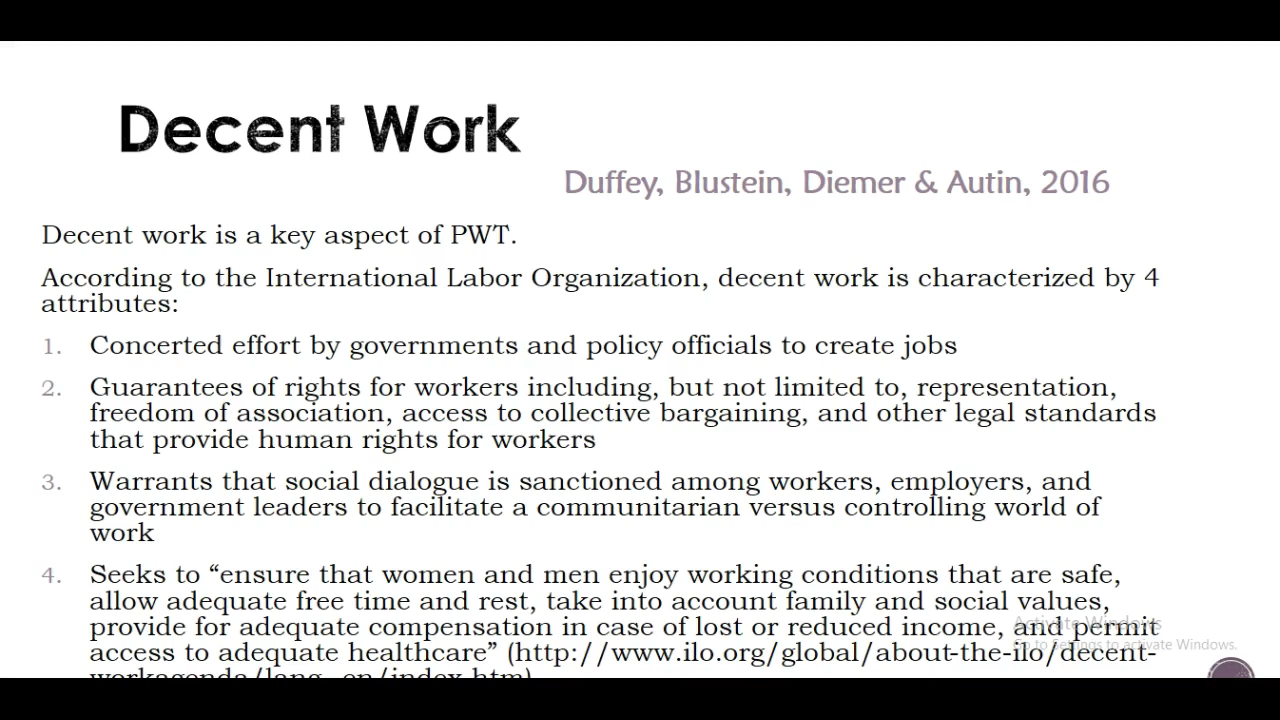 Decent Work
Duffey, Blustein, Diemer & Autin, 2016
Decent work is a key aspect of PWT.
According to the International Labor Organization, decent work is characterized by 4
attributes:
1. Concerted effort by governments and policy officials to create jobs
2. Guarantees of rights for workers including, but not limited to, representation,
freedom of association, access to collective bargaining, and other legal standards
that provide human rights for workers
3. Warrants that social dialogue is sanctioned among workers, employers, and
government leaders to facilitate a communitarian versus controlling world of
work
4. Seeks to “ensure that women and men enjoy working conditions that are safe,
allow adequate free time and rest, take into account family and social values,
provide for adequate compensation in case of lost or reduced income, and permit
access to adequate healthcare” (http://www.ilo.org/global/about-the-ilo/decent-
workagenda/lang--en/index.htm)
Activate Windows
Go to Settings to activate Windows.